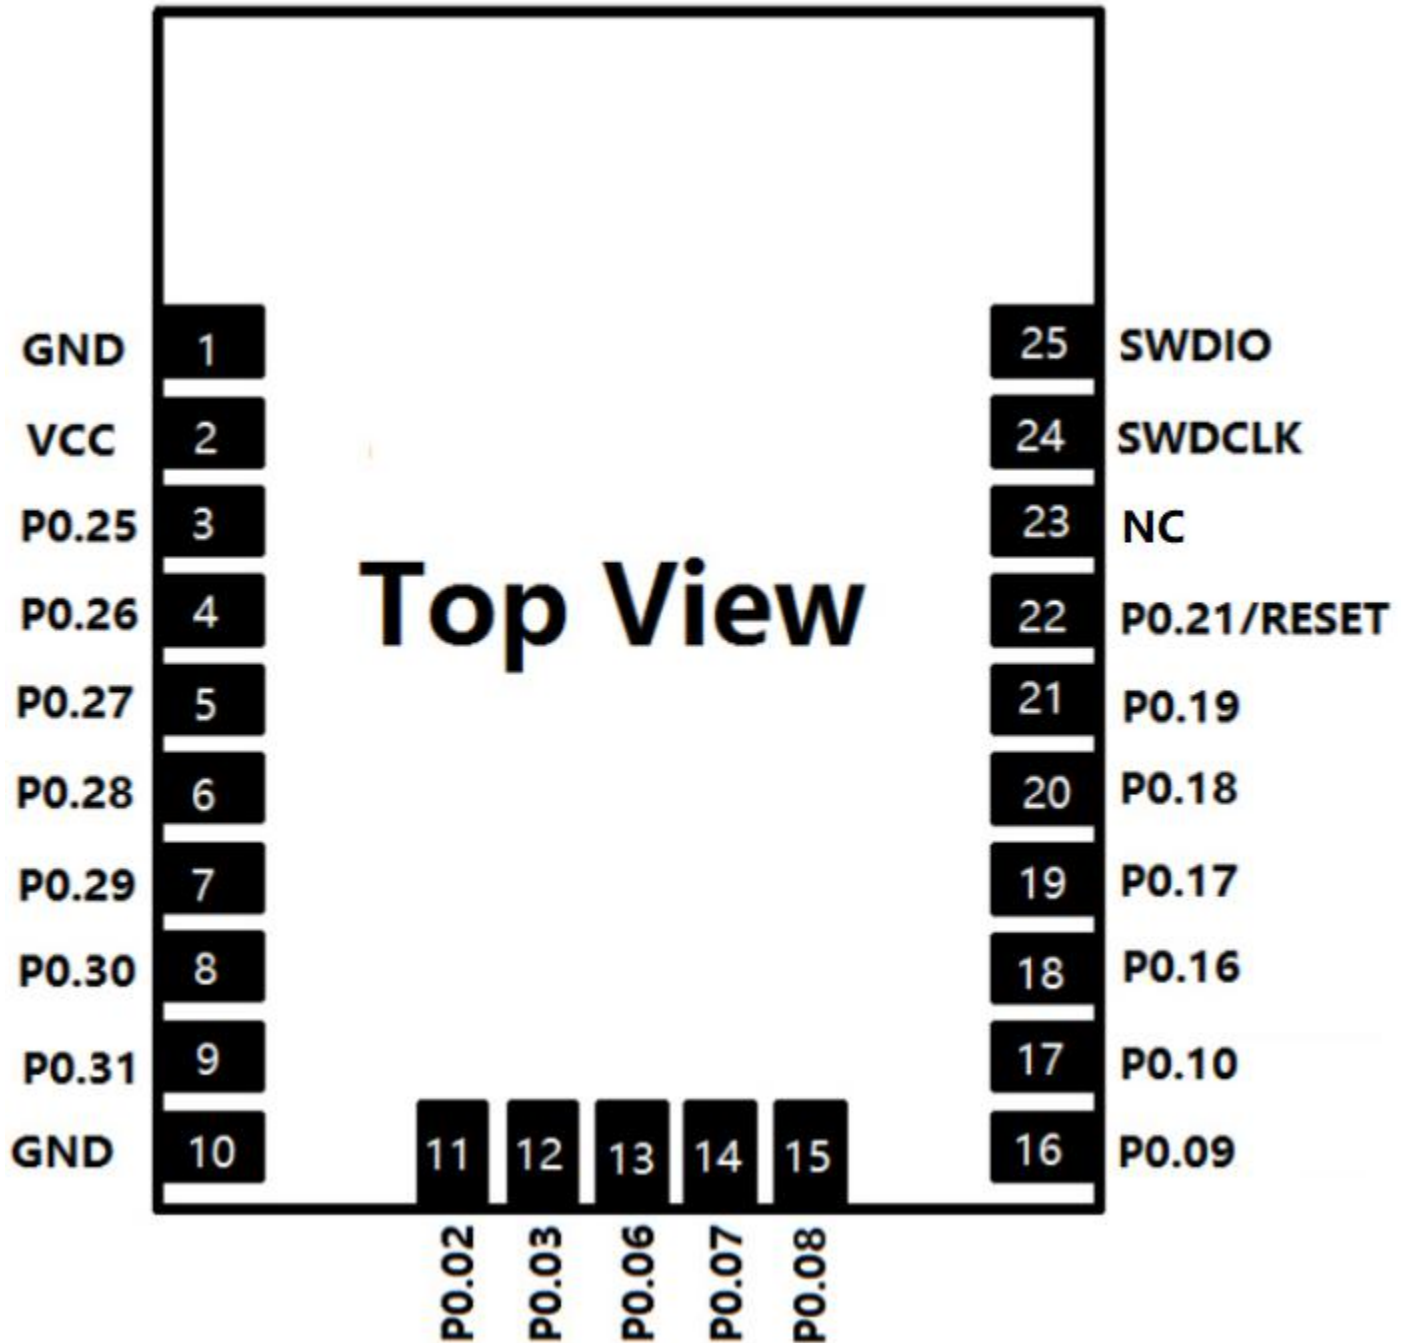 GND 1
VCC 2
P0.25 3
P0.26 4
P0.27 5
P0.28 6
P0.29 7
P0.30 8
P0.31 9
GND 10
Top View
11 12 13 14 15
P0.02 P0.03 P0.06 P0.07 P0.08
25 SWDIO
24 SWDCLK
23 NC
22 P0.21/RESET
21 P0.19
20 P0.18
19 P0.17
18 P0.16
17 P0.10
16 P0.09